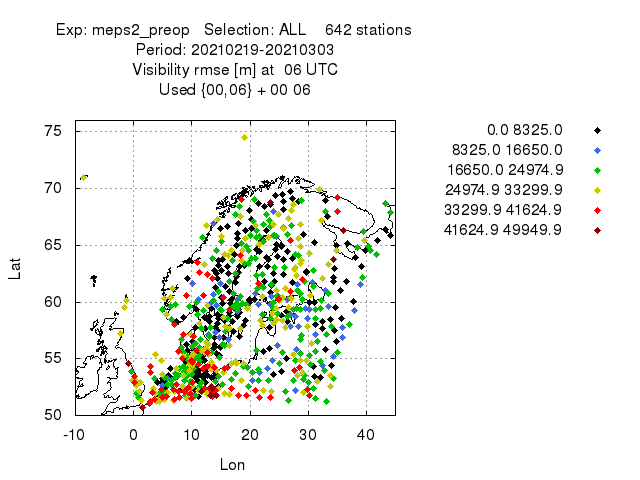 Exp: meps2_preop   Selection: ALL    642 stations
Period: 20210219-20210303
Visibility rmse [m] at  06 UTC
Used {00,06} + 00 06
0.0 8325.0
8325.0 16650.0
16650.0 24974.9
24974.9 33299.9
33299.9 41624.9
41624.9 49949.9
75
70
65
60
55
50
Lat
-10 0 10 20 30 40
Lon